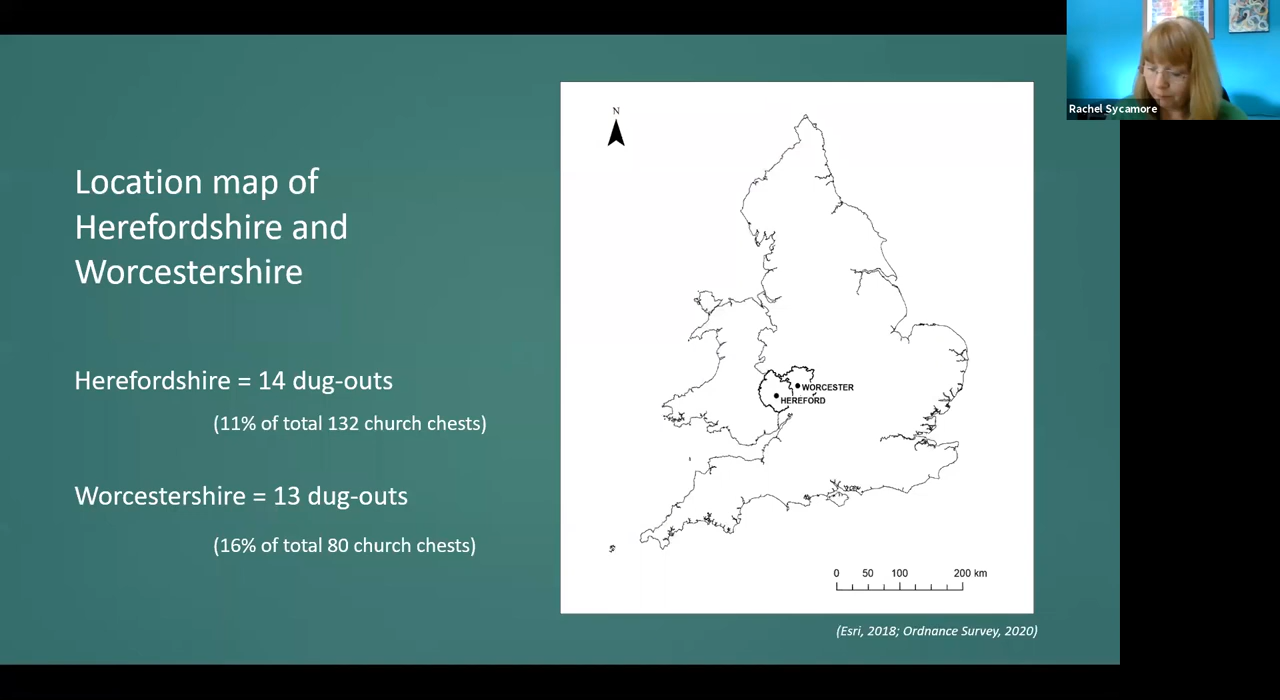 Rachel Sycamore
Location map of
Herefordshire and
Worcestershire
Herefordshire = 14 dug-outs
(11% of total 132 church chests)
Worcestershire = 13 dug-outs
(16% of total 80 church chests)
N
WORCESTER
HEREFORD
0 50 100 200 km
(Esri, 2018; Ordnance Survey, 2020)